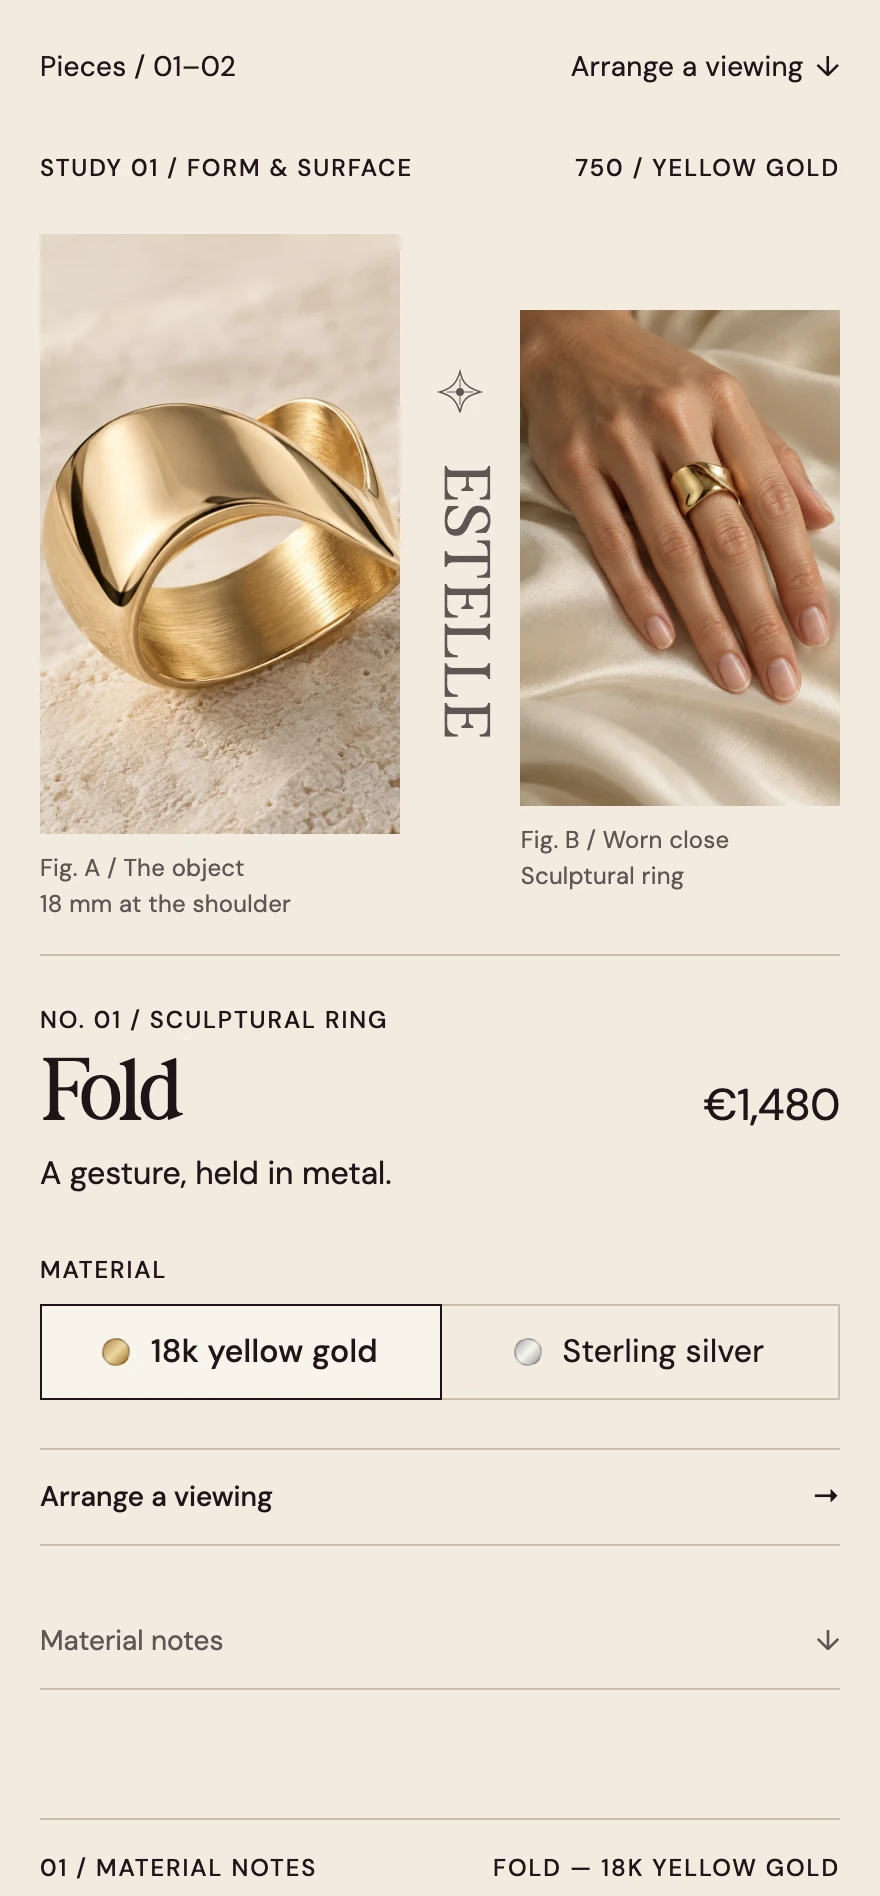 Pieces / 01–02
Arrange a viewing ↓
STUDY 01 / FORM & SURFACE
750 / YELLOW GOLD
ESTELLE
Fig. A / The object
18 mm at the shoulder
Fig. B / Worn close
Sculptural ring
NO. 01 / SCULPTURAL RING
Fold
€1,480
A gesture, held in metal.
MATERIAL
18k yellow gold
Sterling silver
Arrange a viewing →
Material notes ↓
01 / MATERIAL NOTES
FOLD — 18K YELLOW GOLD